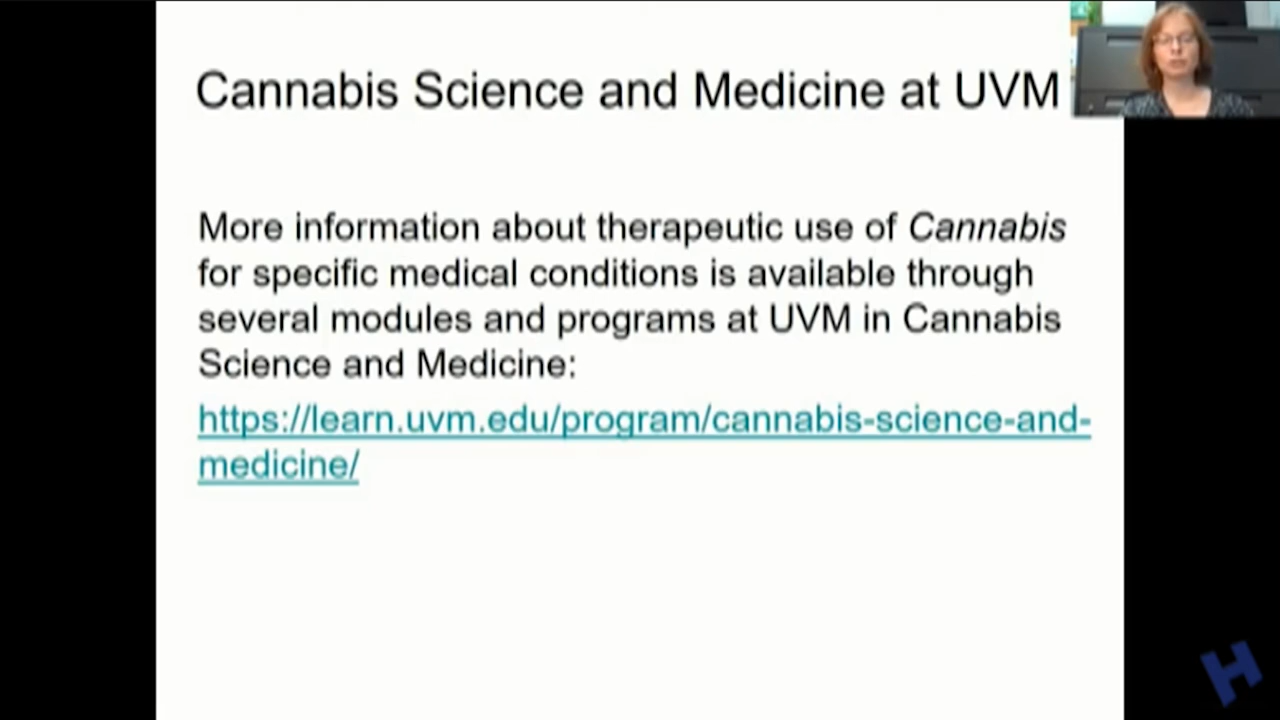 Cannabis Science and Medicine at UVM
More information about therapeutic use of Cannabis
for specific medical conditions is available through
several modules and programs at UVM in Cannabis
Science and Medicine:
https://learn.uvm.edu/program/cannabis-science-and-
medicine/
H